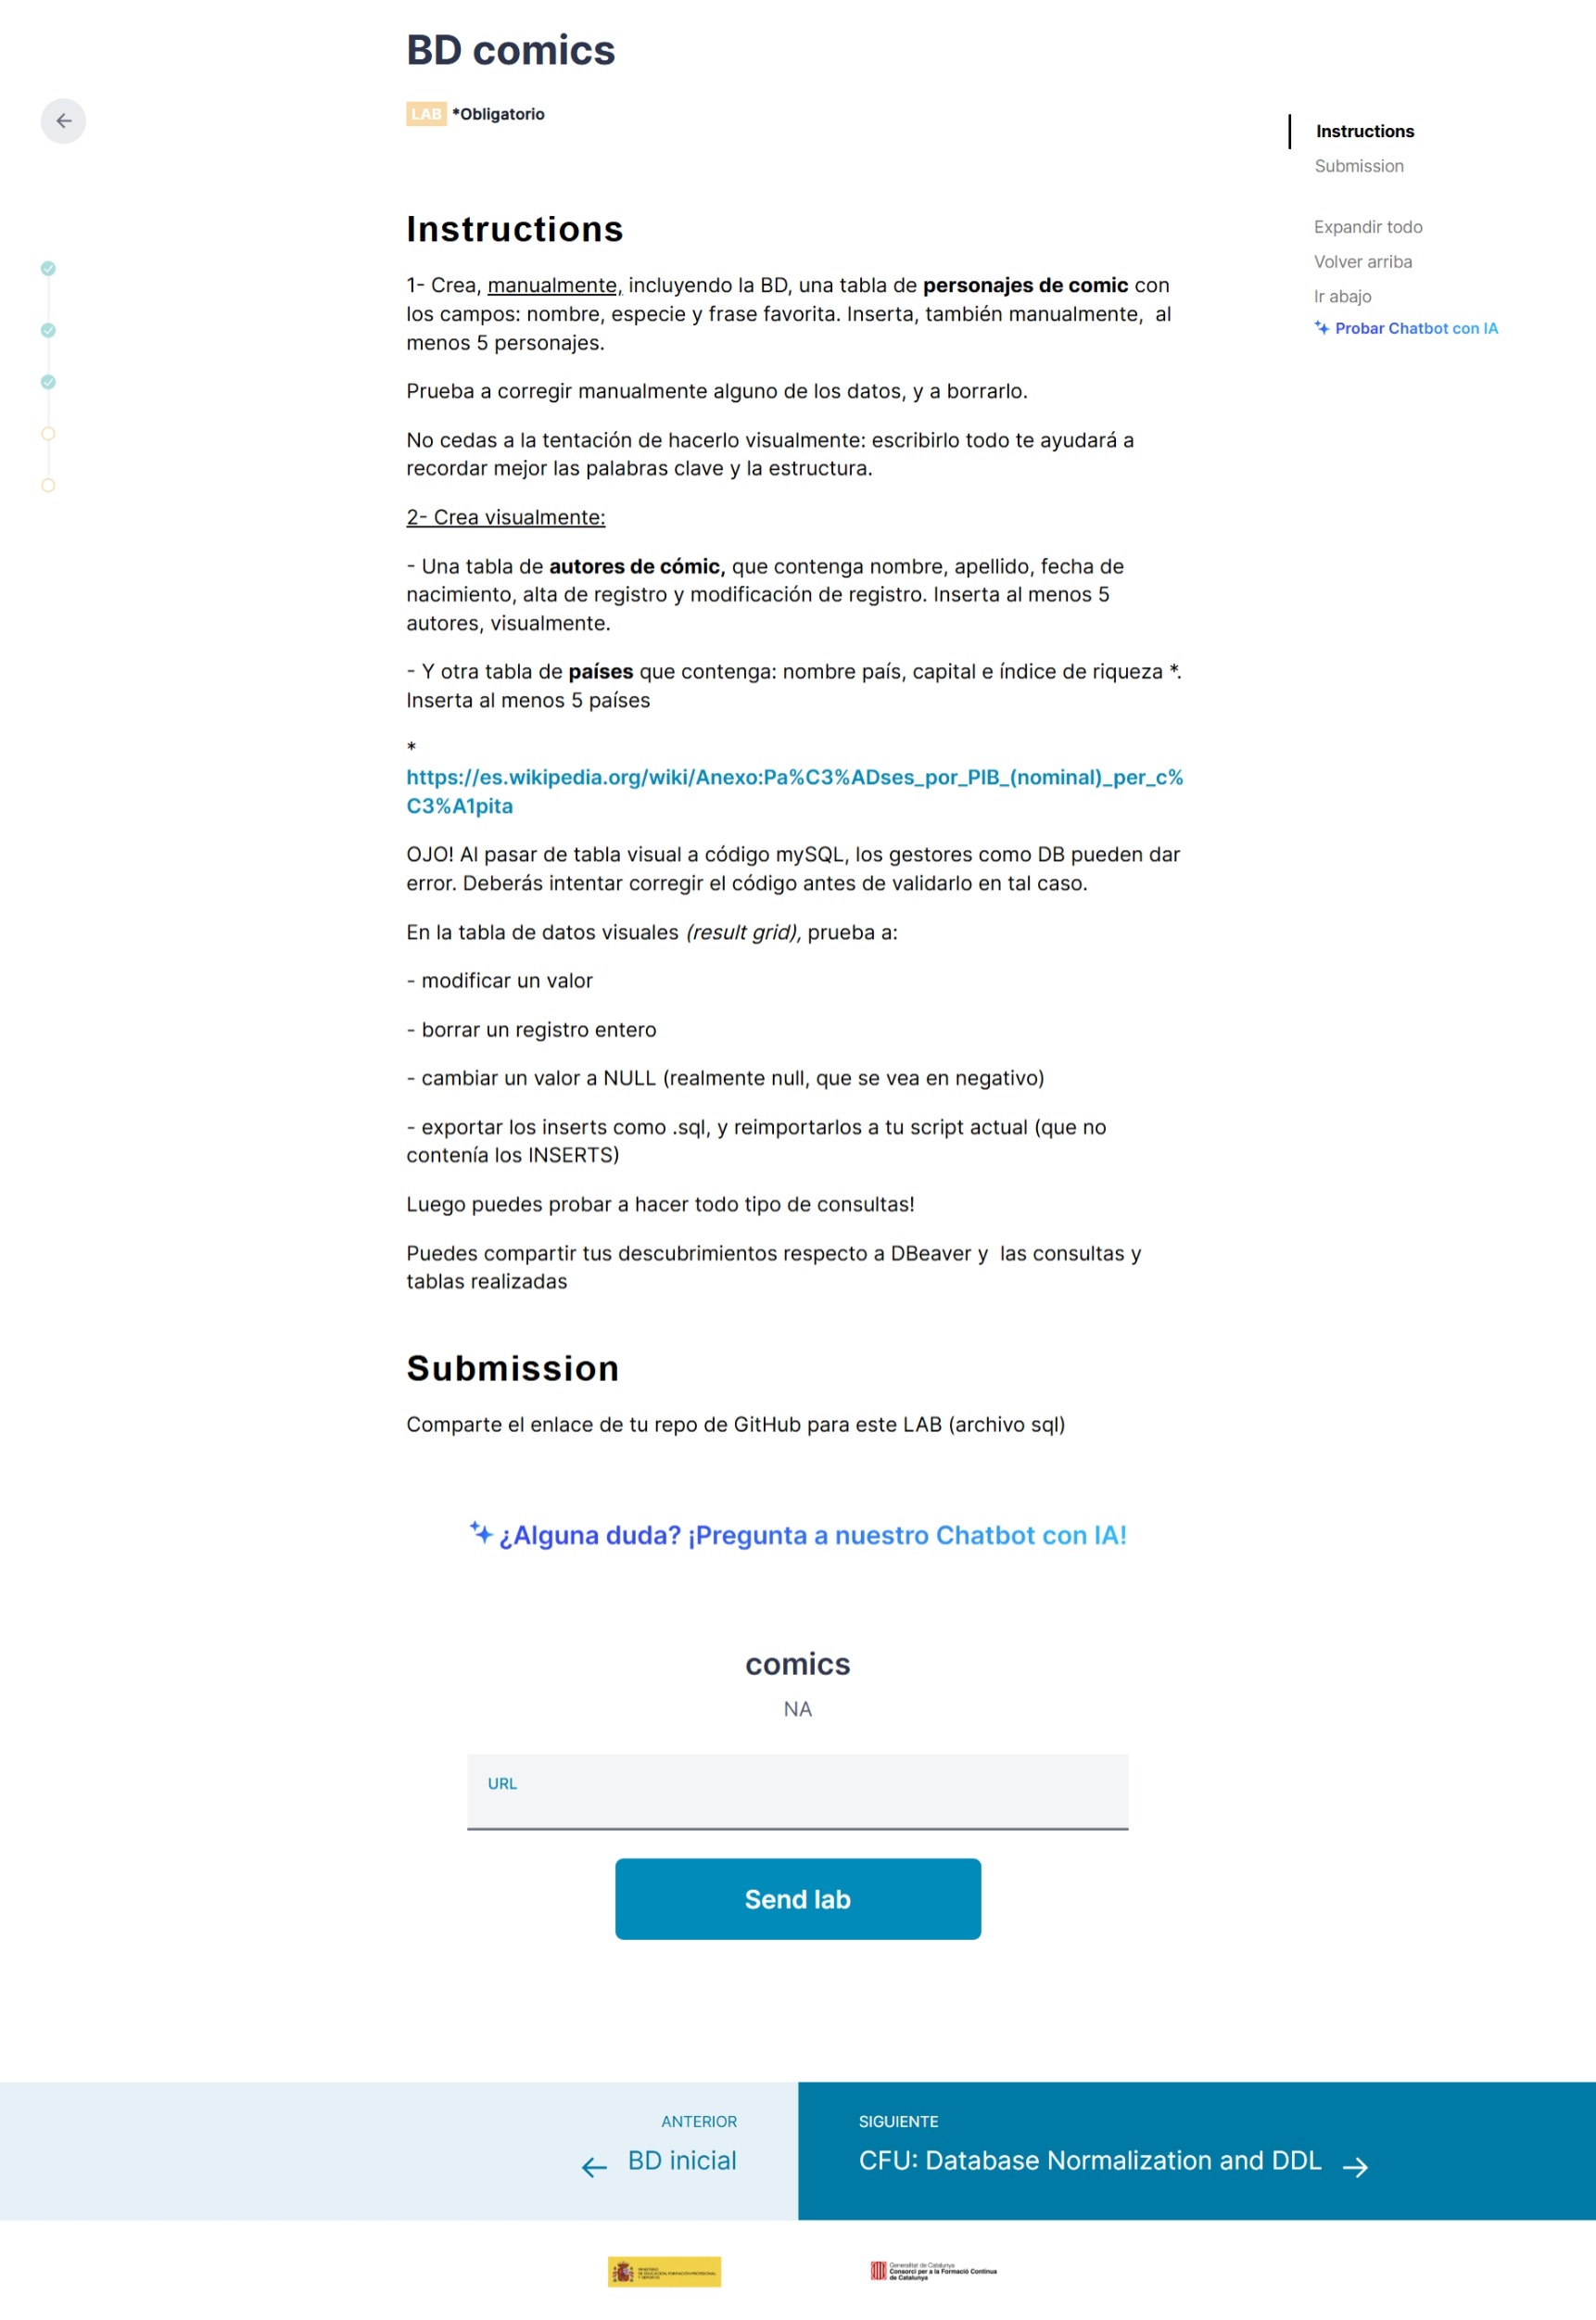 BD comics
LAB *Obligatorio
Instructions
Submission
Expandir todo
Volver arriba
Ir abajo
Probar Chatbot con IA
Instructions
1- Crea, manualmente, incluyendo la BD, una tabla de personajes de comic con
los campos: nombre, especie y frase favorita. Inserta, también manualmente,  al
menos 5 personajes.
Prueba a corregir manualmente alguno de los datos, y a borrarlo.
No cedas a la tentación de hacerlo visualmente: escribirlo todo te ayudará a
recordar mejor las palabras clave y la estructura.
2- Crea visualmente:
- Una tabla de autores de cómic, que contenga nombre, apellido, fecha de
nacimiento, alta de registro y modificación de registro. Inserta al menos 5
autores, visualmente.
- Y otra tabla de países que contenga: nombre país, capital e índice de riqueza *.
Inserta al menos 5 países
*
https://es.wikipedia.org/wiki/Anexo:Pa%C3%ADses_por_PIB_(nominal)_per_c%
C3%A1pita
OJO! Al pasar de tabla visual a código mySQL, los gestores como DB pueden dar
error. Deberás intentar corregir el código antes de validarlo en tal caso.
En la tabla de datos visuales (result grid), prueba a:
- modificar un valor
- borrar un registro entero
- cambiar un valor a NULL (realmente null, que se vea en negativo)
- exportar los inserts como .sql, y reimportarlos a tu script actual (que no
contenía los INSERTS)
Luego puedes probar a hacer todo tipo de consultas!
Puedes compartir tus descubrimientos respecto a DBeaver y  las consultas y
tablas realizadas
Submission
Comparte el enlace de tu repo de GitHub para este LAB (archivo sql)
¿Alguna duda? ¡Pregunta a nuestro Chatbot con IA!
comics
NA
URL
Send lab
ANTERIOR
← BD inicial
SIGUIENTE
CFU: Database Normalization and DDL →
Generalitat de Catalunya
Consorci per a la Formació Contínua
de Catalunya